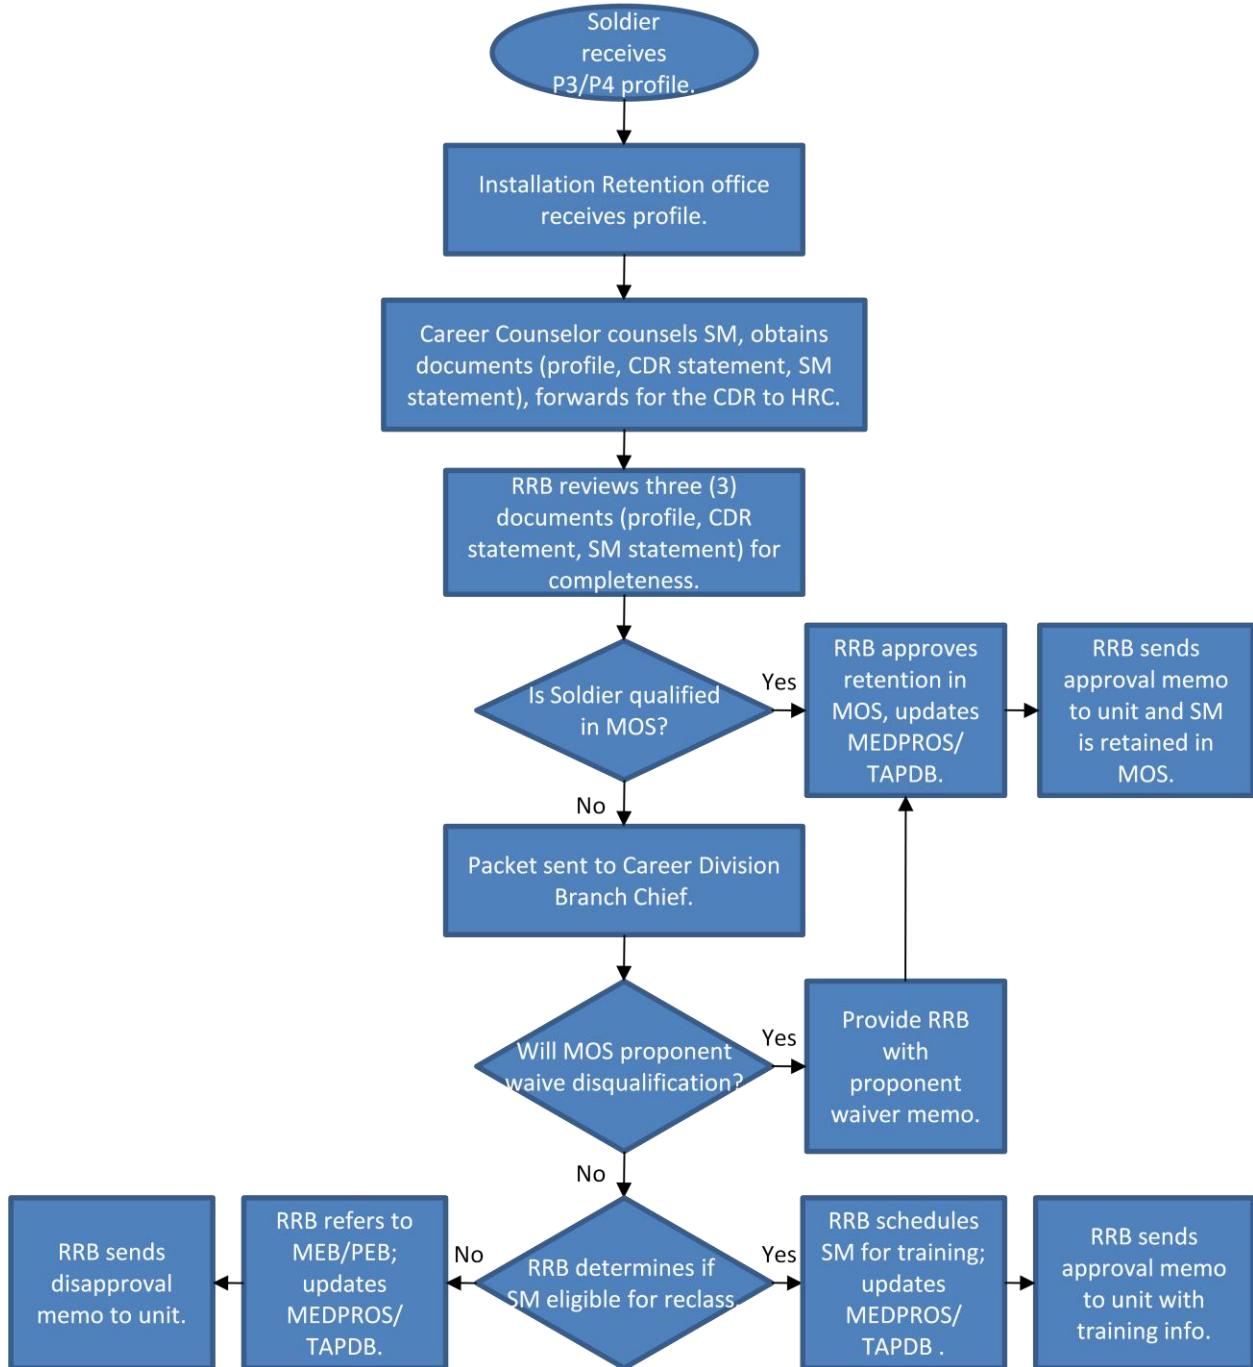 Soldier
receives
P3/P4 profile.
Installation Retention office
receives profile.
Career Counselor counsels SM, obtains
documents (profile, CDR statement, SM
statement), forwards for the CDR to HRC.
RRB reviews three (3)
documents (profile, CDR
statement, SM statement) for
completeness.
Is Soldier qualified
in MOS?
Yes
RRB approves
retention in
MOS, updates
MEDPROS/
TAPDB.
RRB sends
approval memo
to unit and SM
is retained in
MOS.
No
Packet sent to Career Division
Branch Chief.
Will MOS proponent
waive disqualification?
Yes
Provide RRB
with
proponent
waiver memo.
No
RRB determines if
SM eligible for reclass.
No
RRB refers to
MEB/PEB;
updates
MEDPROS/
TAPDB.
RRB sends
disapproval
memo to unit.
Yes
RRB schedules
SM for training;
updates
MEDPROS/
TAPDB .
RRB sends
approval memo
to unit with
training info.